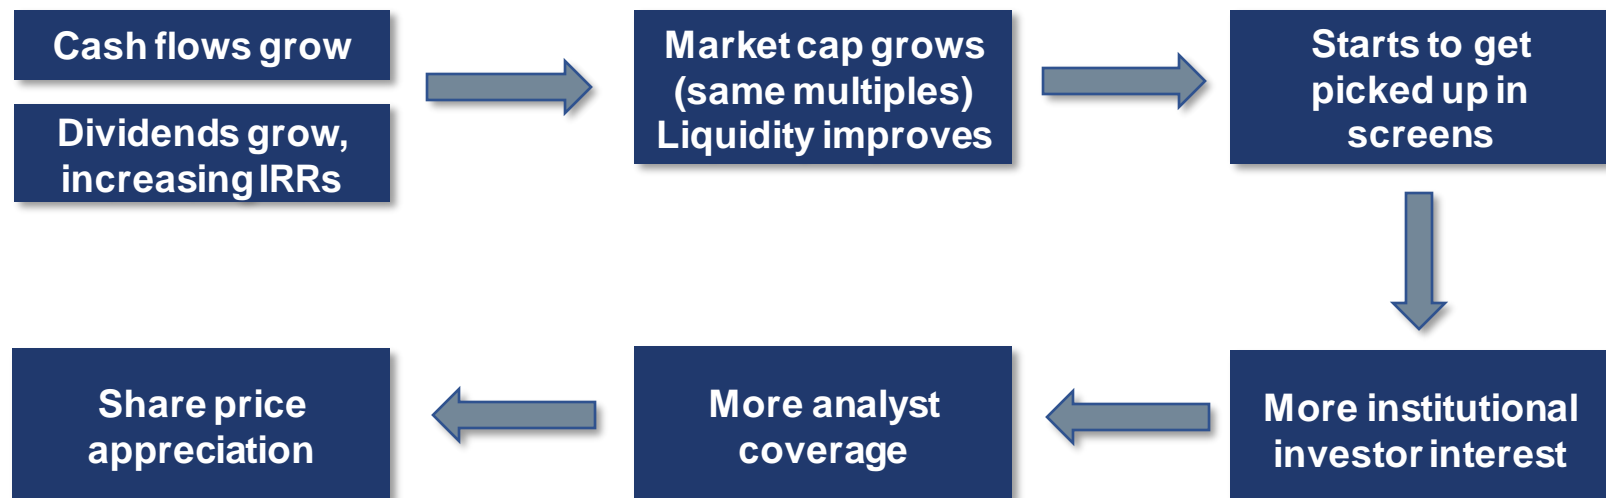 Cash flows grow
Dividends grow,
increasing IRRs
Market cap grows
(same multiples)
Liquidity improves
Starts to get
picked up in
screens
More institutional
investor interest
More analyst
coverage
Share price
appreciation